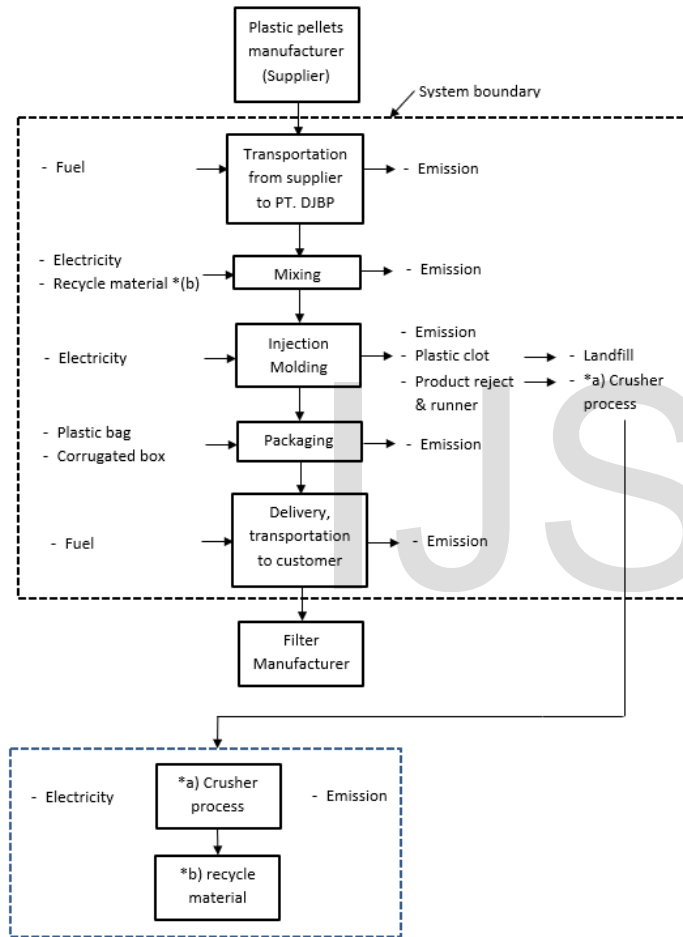 Plastic pellets
manufacturer
(Supplier)
System boundary
- Fuel
Transportation
from supplier
to PT. DJBP
- Emission
- Electricity
- Recycle material *(b)
Mixing
- Emission
- Electricity
Injection
Molding
- Emission
- Plastic clot
- Product reject
& runner
- Landfill
- *a) Crusher
process
- Plastic bag
- Corrugated box
Packaging
- Emission
- Fuel
Delivery,
transportation
to customer
- Emission
Filter
Manufacturer
- Electricity
*a) Crusher
process
- Emission
*b) recycle
material
IJS